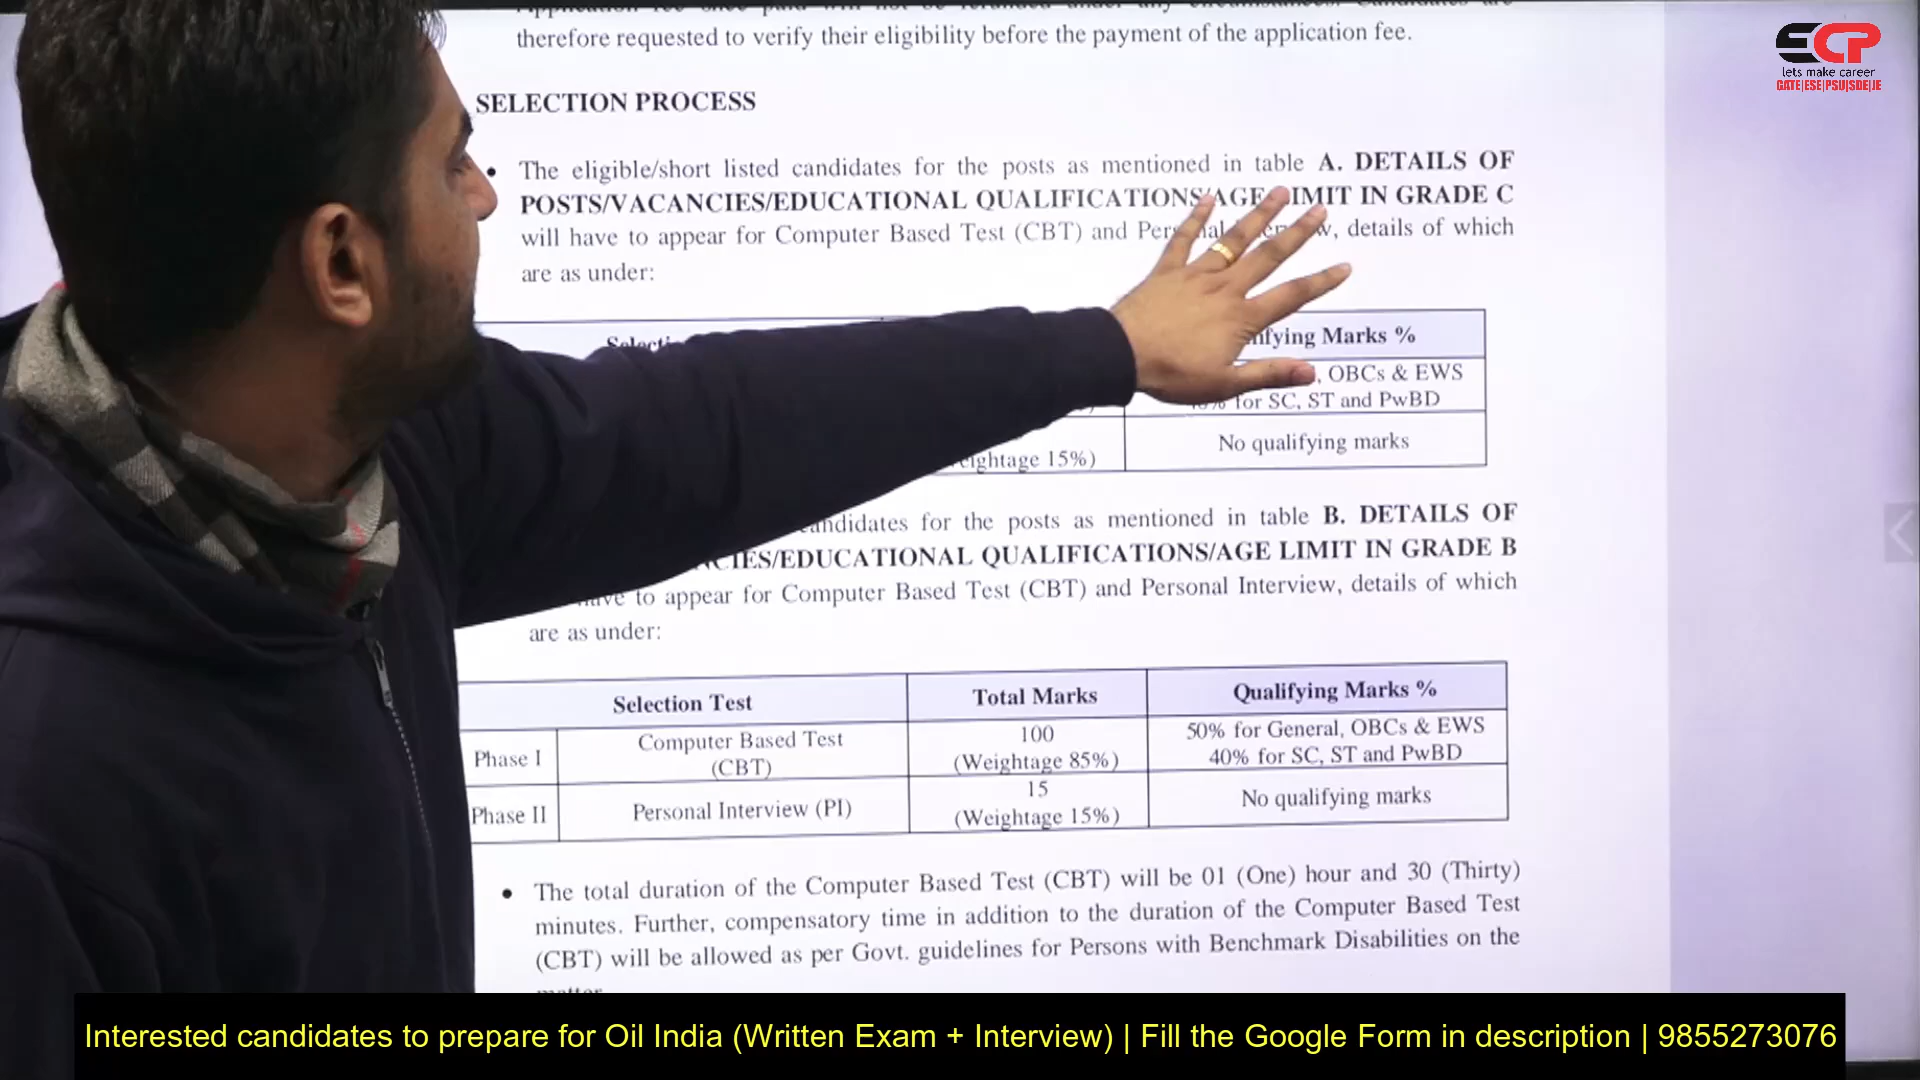 therefore requested to verify their eligibility before the payment of the application fee.
ECP
lets make career
GATE|ESE|PSU|SDE|JE
SELECTION PROCESS
• The eligible/short listed candidates for the posts as mentioned in table A. DETAILS OF
POSTS/VACANCIES/EDUCATIONAL QUALIFICATIONS/AGE LIMIT IN GRADE C
will have to appear for Computer Based Test (CBT) and Personal Interview, details of which
are as under:
Marks %
, OBCs & EWS
for SC, ST and PwBD
No qualifying marks
15%)
for the posts as mentioned in table B. DETAILS OF
QUALIFICATIONS/AGE LIMIT IN GRADE B
to appear for Computer Based Test (CBT) and Personal Interview, details of which
are as under:
Selection Test Total Marks Qualifying Marks %
Phase I Computer Based Test (CBT) 100 (Weightage 85%) 50% for General, OBCs & EWS 40% for SC, ST and PwBD
Phase II Personal Interview (PI) 15 (Weightage 15%) No qualifying marks
• The total duration of the Computer Based Test (CBT) will be 01 (One) hour and 30 (Thirty)
minutes. Further, compensatory time in addition to the duration of the Computer Based Test
(CBT) will be allowed as per Govt. guidelines for Persons with Benchmark Disabilities on the
Interested candidates to prepare for Oil India (Written Exam + Interview) | Fill the Google Form in description | 9855273076